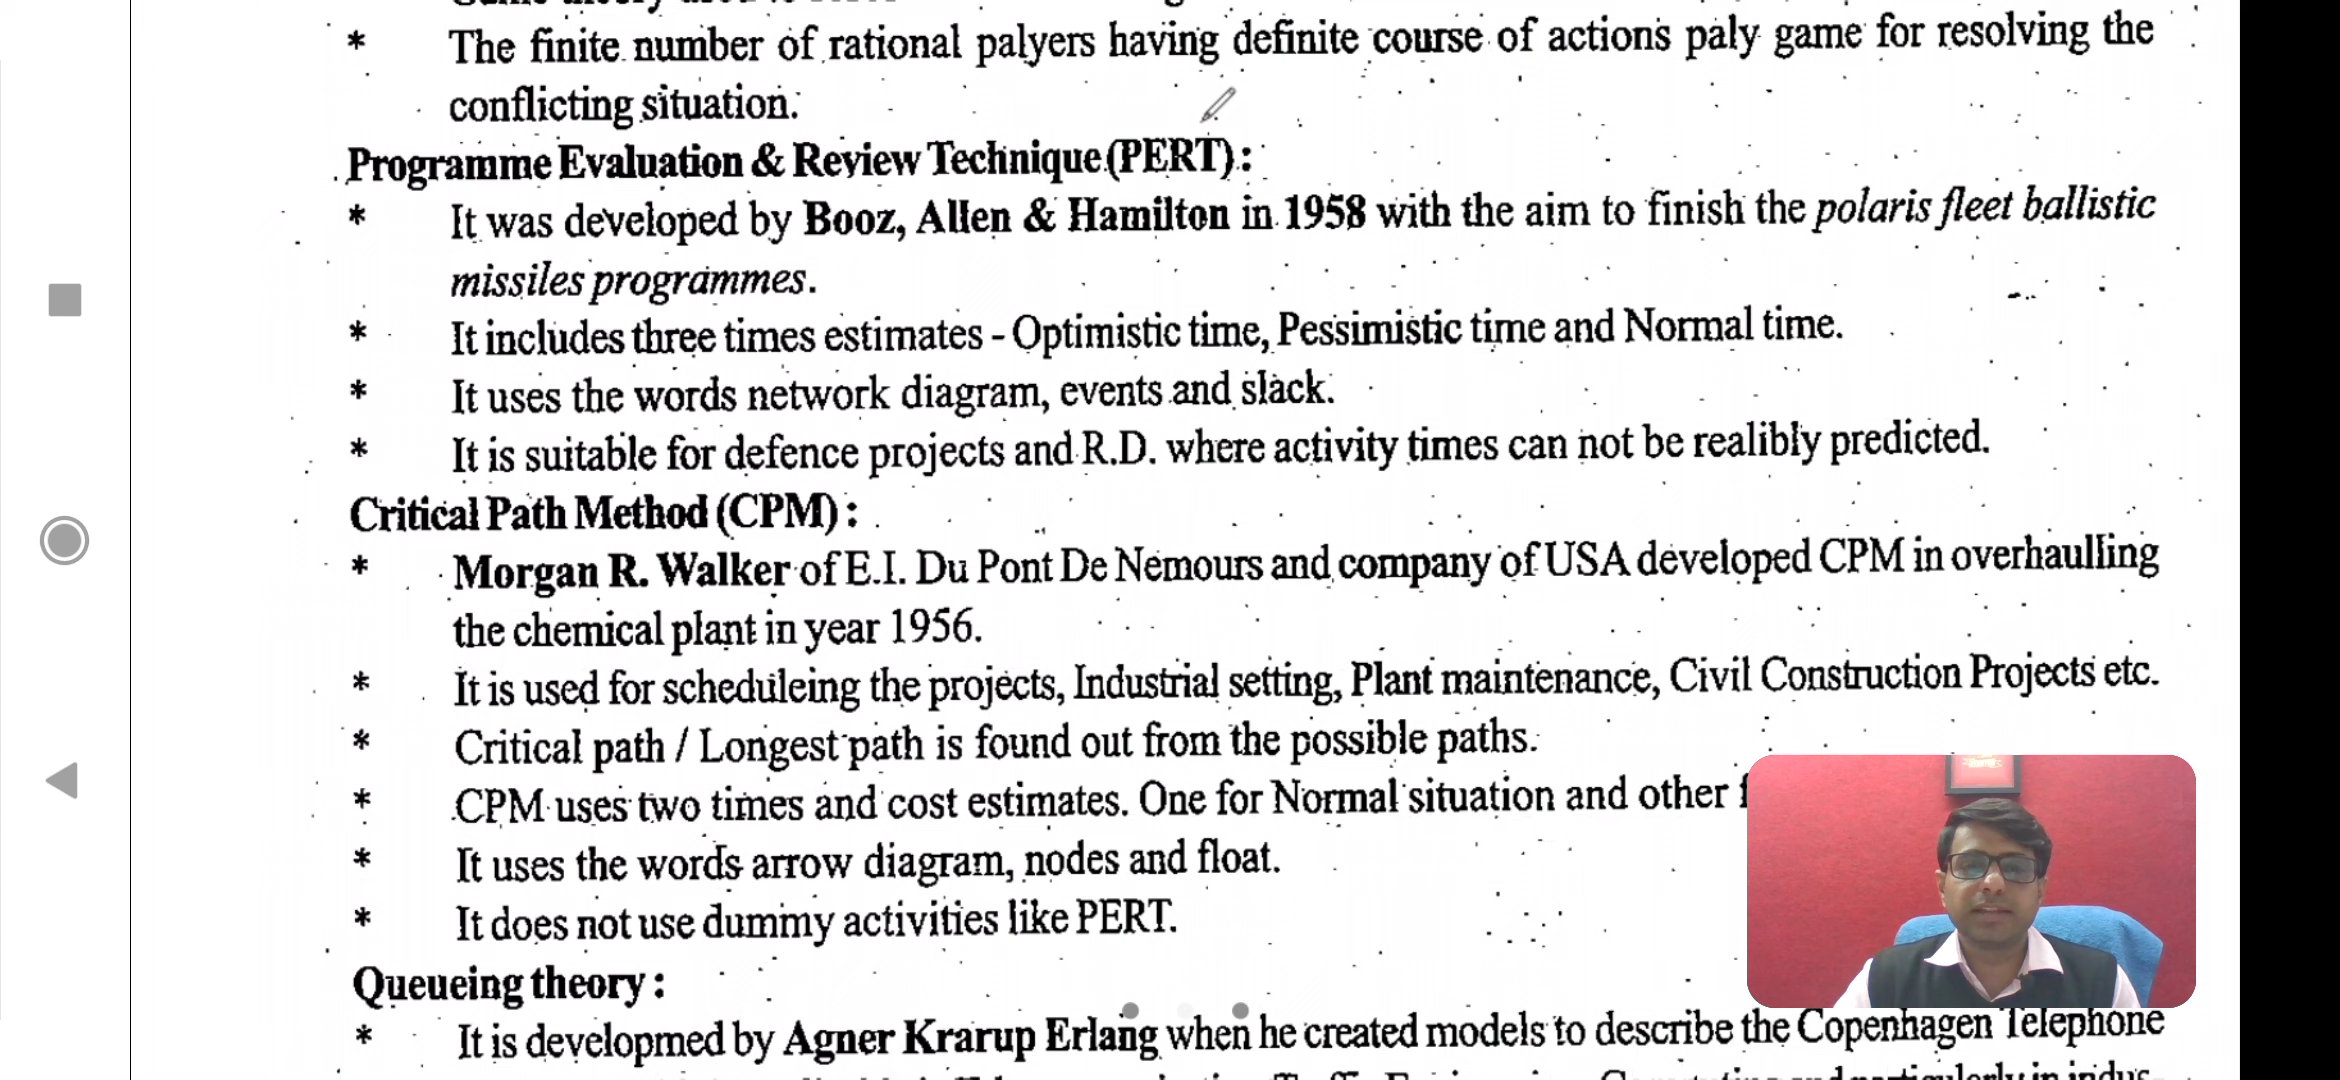 * The finite number of rational palyers having definite course of actions paly game for resolving the
conflicting situation.
Programme Evaluation & Review Technique (PERT) :
* It was developed by Booz, Allen & Hamilton in 1958 with the aim to finish the polaris fleet ballistic
missiles programmes.
* It includes three times estimates - Optimistic time, Pessimistic time and Normal time.
* It uses the words network diagram, events and slack.
* It is suitable for defence projects and R.D. where activity times can not be realibly predicted.
Critical Path Method (CPM) :
* Morgan R. Walker of E.I. Du Pont De Nemours and company of USA developed CPM in overhaulling
the chemical plant in year 1956.
* It is used for scheduleing the projects, Industrial setting, Plant maintenance, Civil Construction Projects etc.
* Critical path / Longest path is found out from the possible paths.
* CPM uses two times and cost estimates. One for Normal situation and other
* It uses the words arrow diagram, nodes and float.
* It does not use dummy activities like PERT.
Queueing theory :
* It is developmed by Agner Krarup Erlang when he created models to describe the Copenhagen Telephone